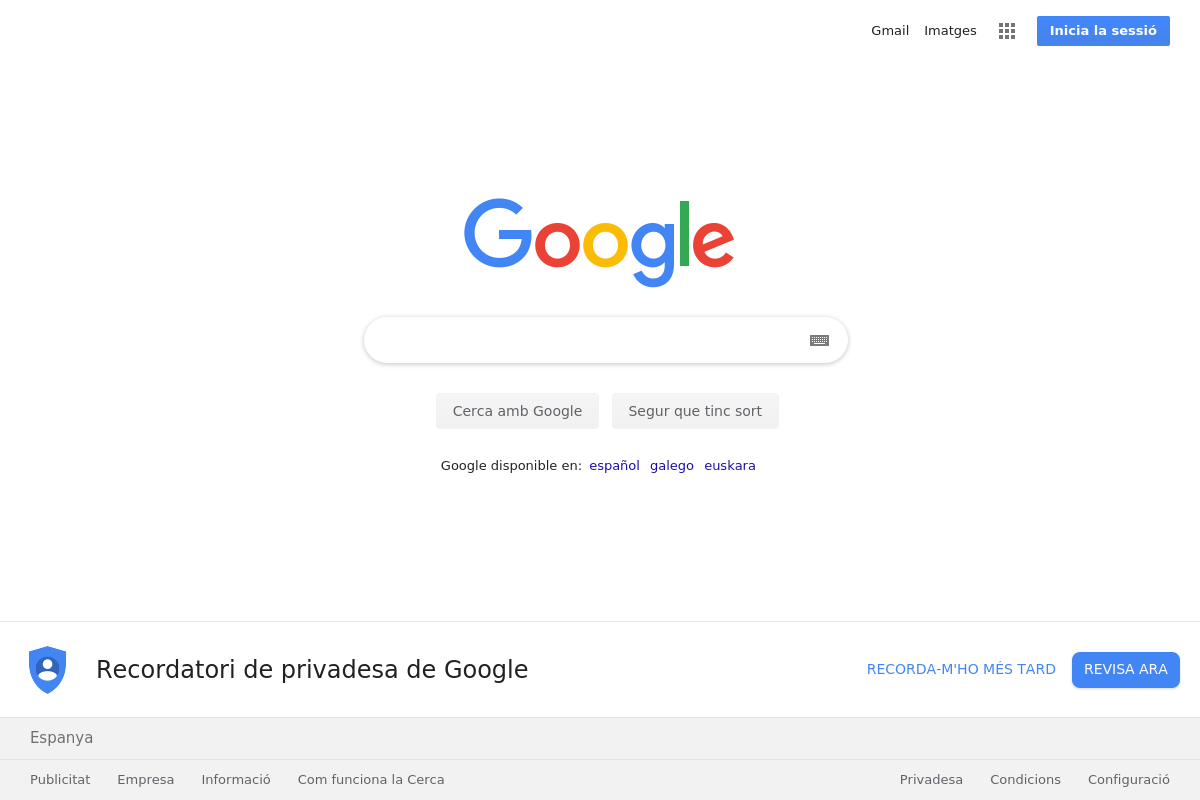 Gmail Imatges Inicia la sessió
Google
Cerca amb Google Segur que tinc sort
Google disponible en: español galego euskara
Recordatori de privadesa de Google RECORDA-M'HO MÉS TARD REVISA ARA
Espanya
Publicitat Empresa Informació Com funciona la Cerca Privadesa Condicions Configuració